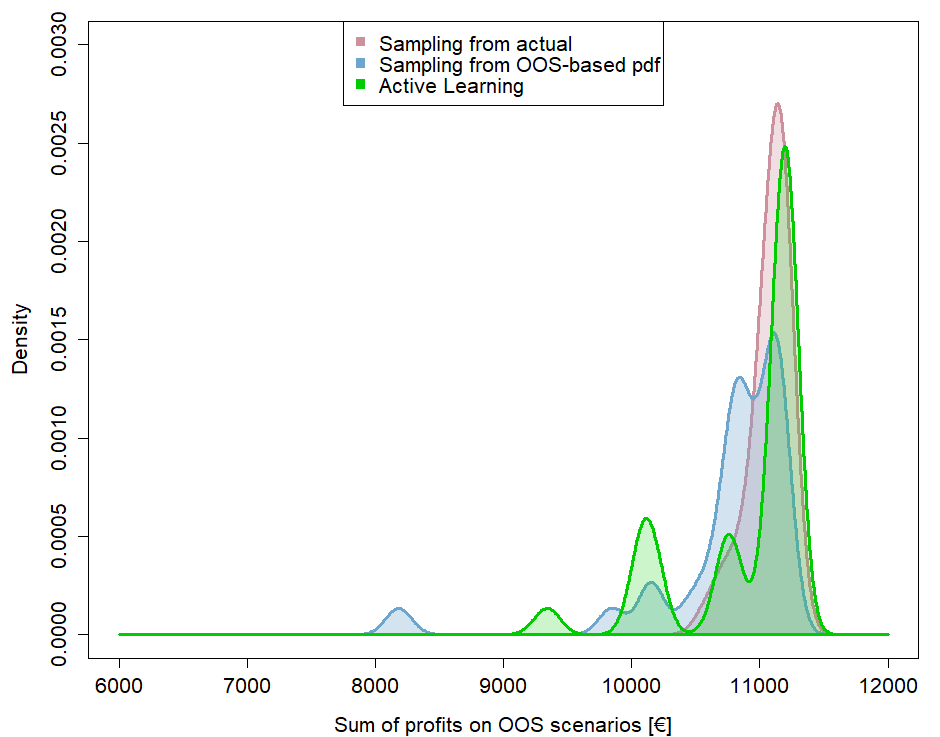 Sampling from actual
Sampling from OOS-based pdf
Active Learning
0.0030
0.0025
0.0020
0.0015
0.0010
0.0005
0.0000
Density
6000 7000 8000 9000 10000 11000 12000
Sum of profits on OOS scenarios [€]